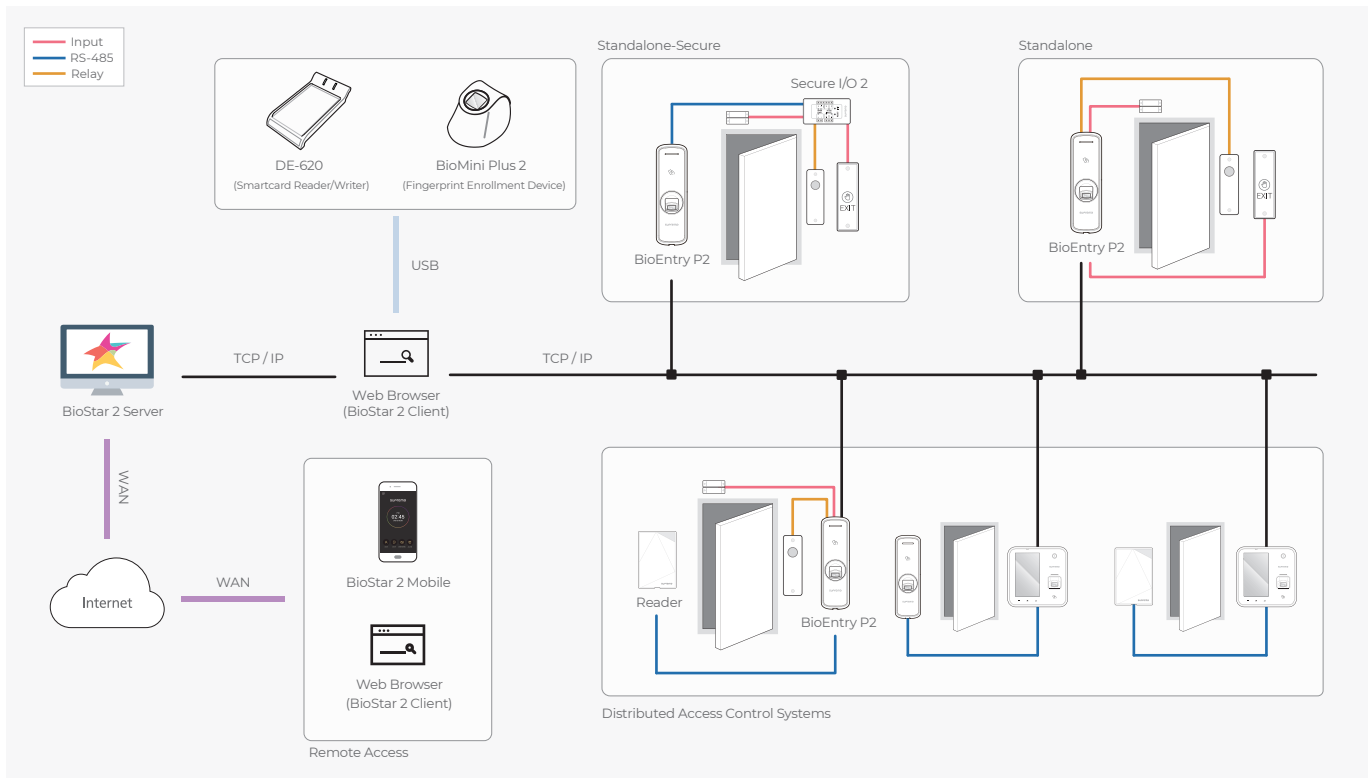 Input
RS-485
Relay
DE-620
(Smartcard Reader/Writer)
BioMini Plus 2
(Fingerprint Enrollment Device)
USB
Standalone-Secure
Secure I/O 2
EXIT
BioEntry P2
Standalone
EXIT
BioEntry P2
BioStar 2 Server
TCP / IP
Web Browser
(BioStar 2 Client)
TCP / IP
WAN
Internet
WAN
BioStar 2 Mobile
02:45
Web Browser
(BioStar 2 Client)
Remote Access
Reader
BioEntry P2
Distributed Access Control Systems